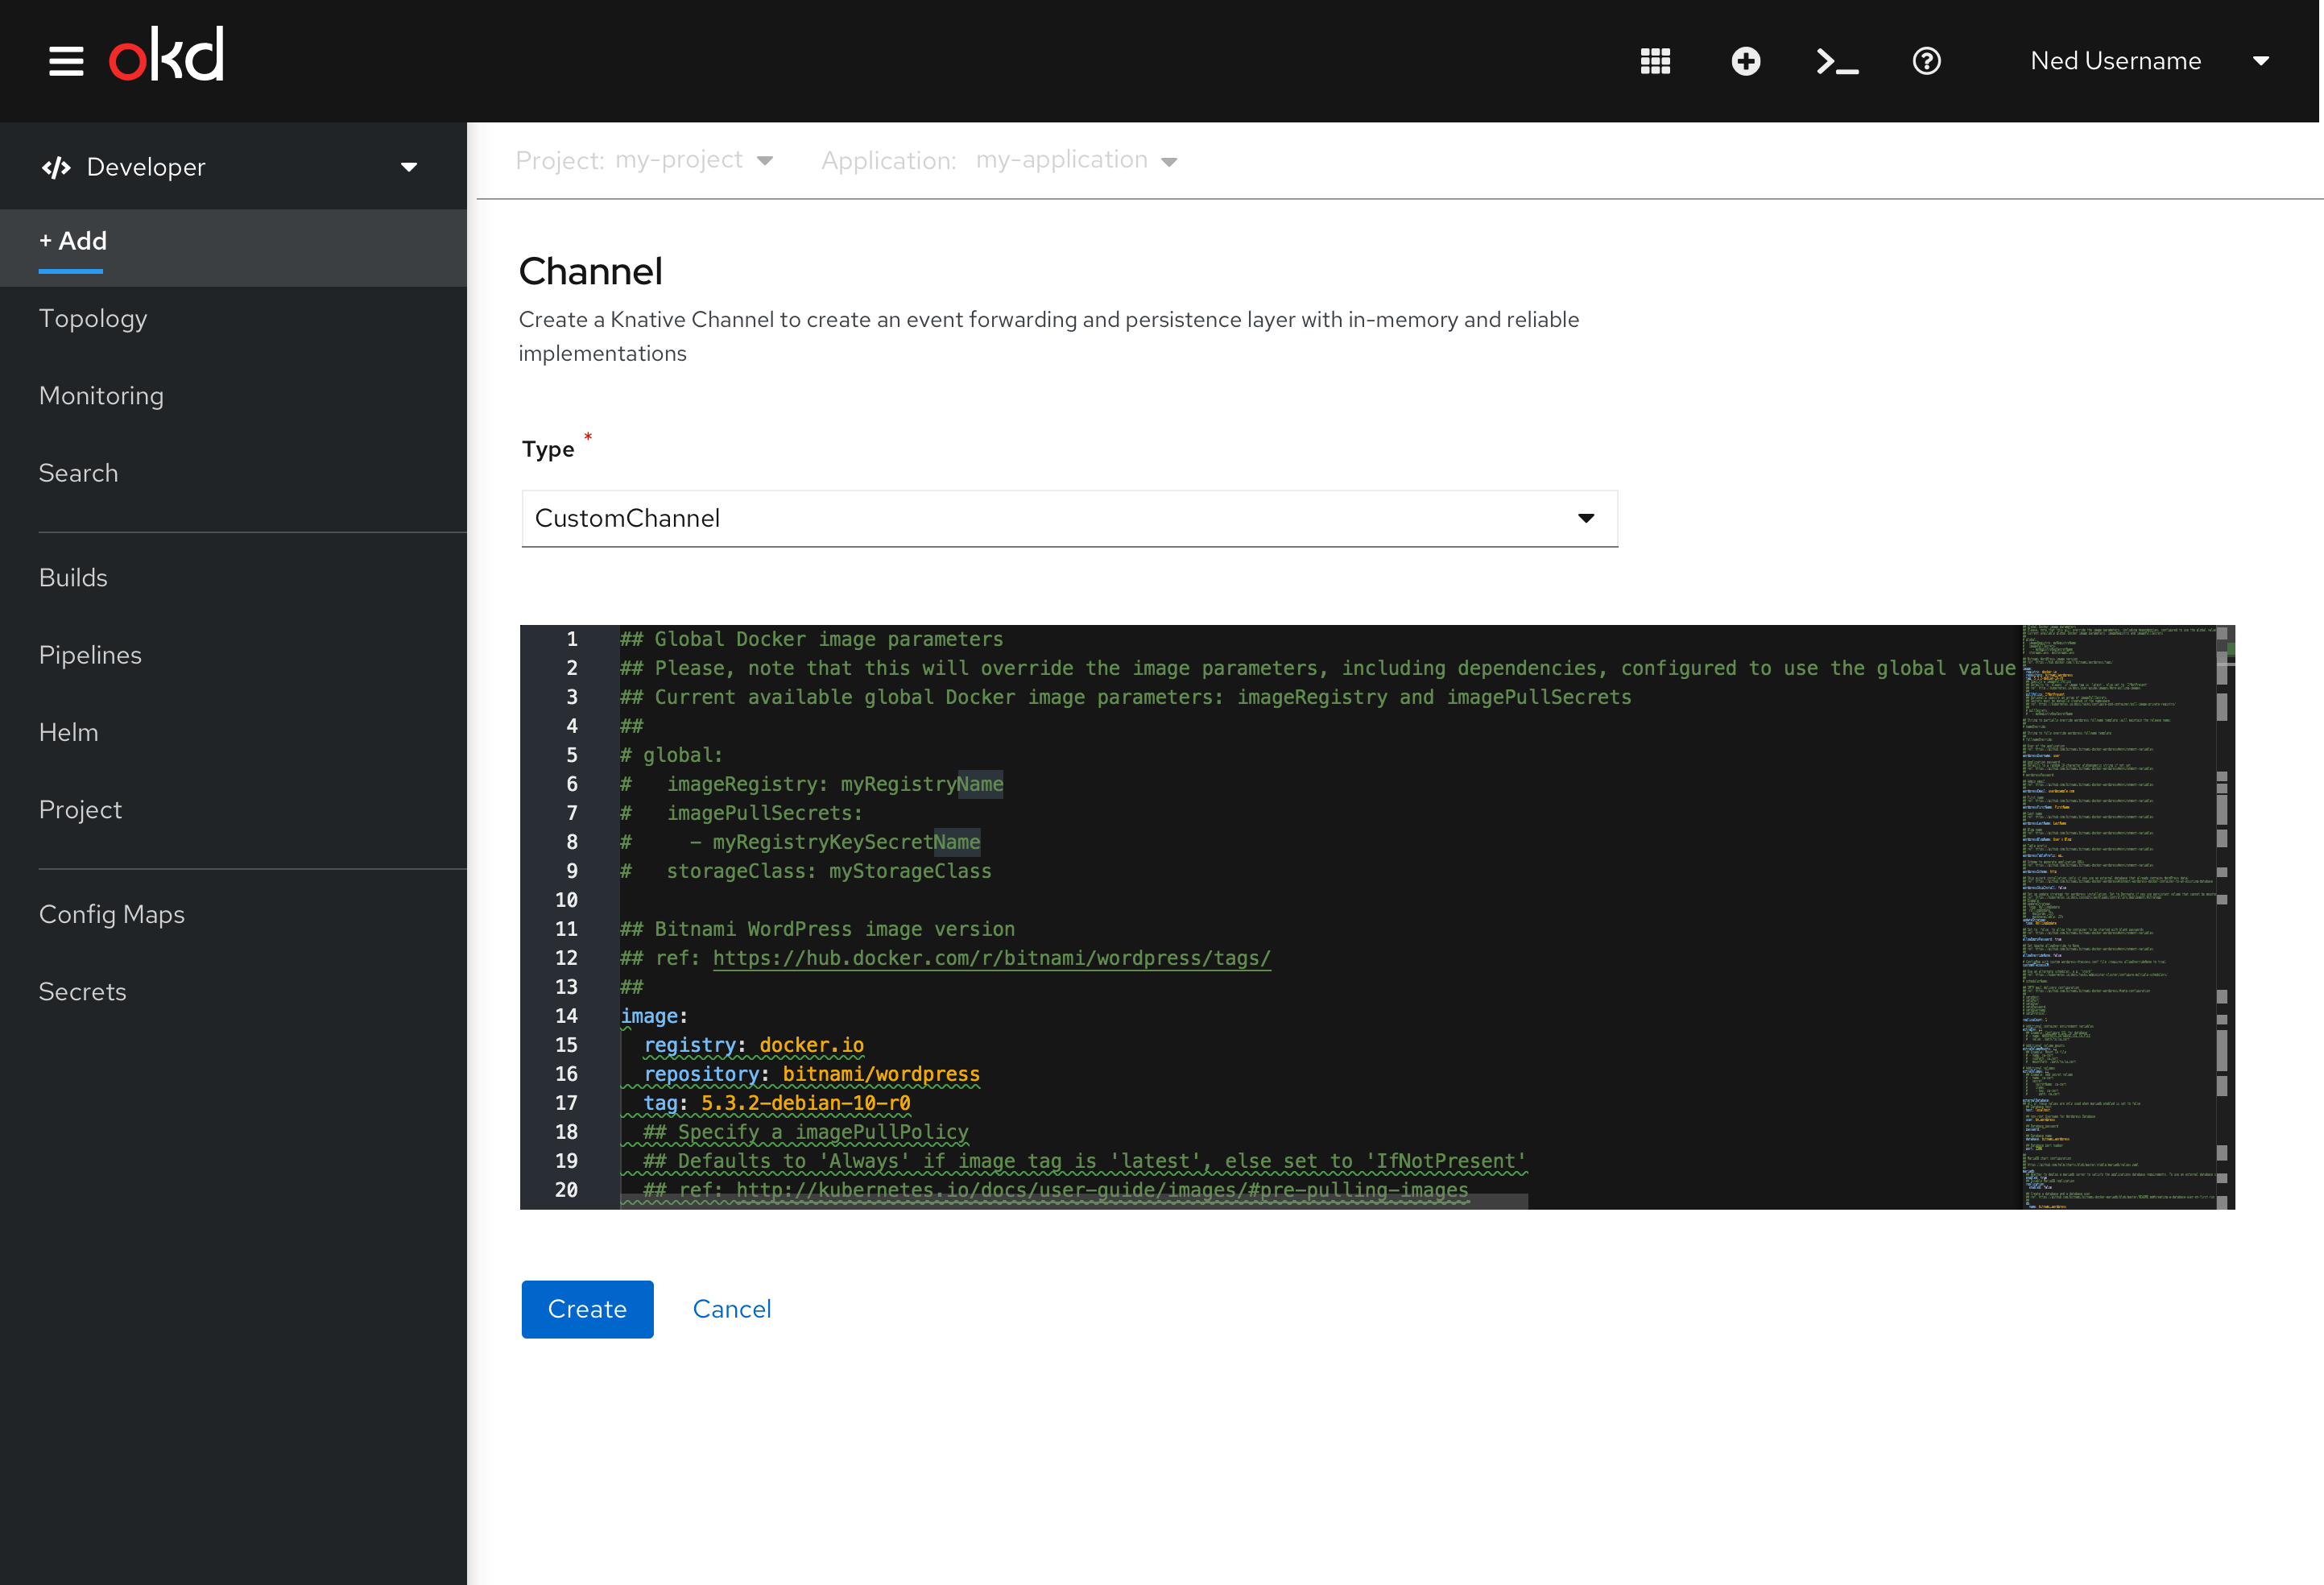 okd
Ned Username
Developer
+ Add
Topology
Monitoring
Search
Builds
Pipelines
Helm
Project
Config Maps
Secrets
Project: my-project
Application: my-application
Channel
Create a Knative Channel to create an event forwarding and persistence layer with in-memory and reliable
implementations
Type *
CustomChannel
1 ## Global Docker image parameters
2 ## Please, note that this will override the image parameters, including dependencies, configured to use the global value
3 ## Current available global Docker image parameters: imageRegistry and imagePullSecrets
4 ##
5 # global:
6 #   imageRegistry: myRegistryName
7 #   imagePullSecrets:
8 #     - myRegistryKeySecretName
9 #   storageClass: myStorageClass
10
11 ## Bitnami WordPress image version
12 ## ref: https://hub.docker.com/r/bitnami/wordpress/tags/
13 ##
14 image:
15   registry: docker.io
16   repository: bitnami/wordpress
17   tag: 5.3.2-debian-10-r0
18   ## Specify a imagePullPolicy
19   ## Defaults to 'Always' if image tag is 'latest', else set to 'IfNotPresent'
20   ## ref: http://kubernetes.io/docs/user-guide/images/#pre-pulling-images
Create
Cancel